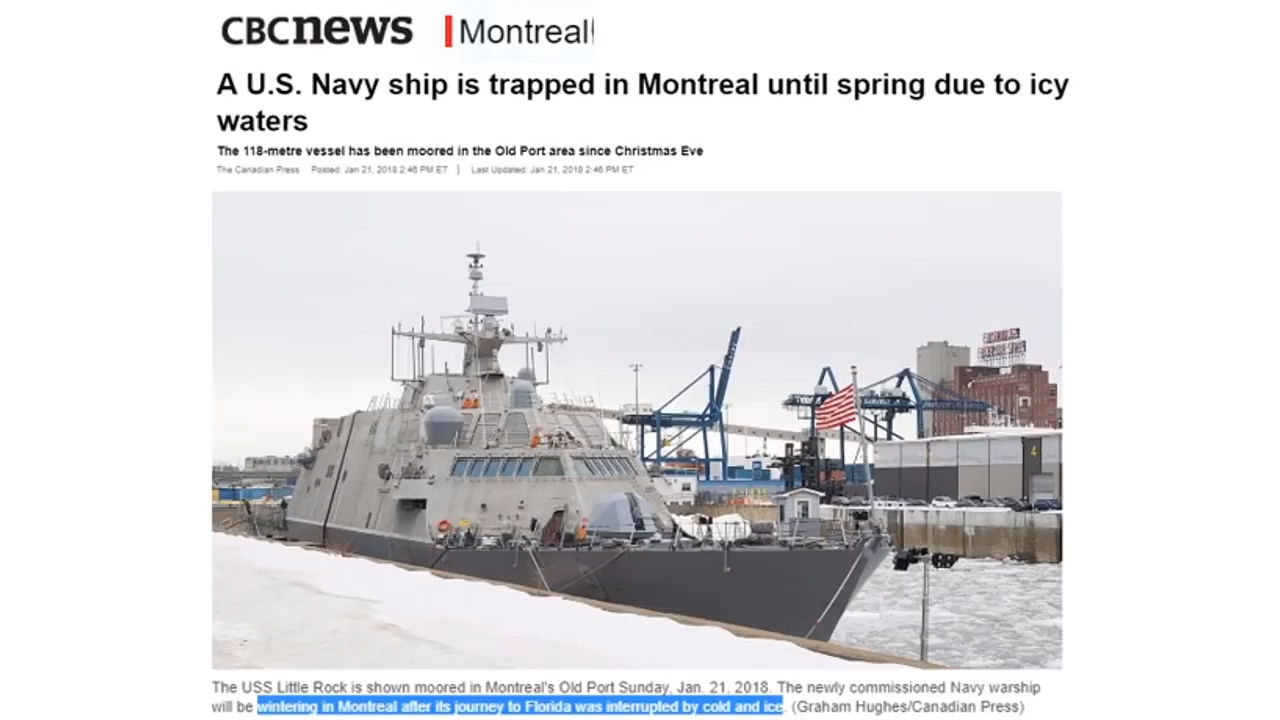 CBCnews | Montreal
A U.S. Navy ship is trapped in Montreal until spring due to icy
waters
The 118-metre vessel has been moored in the Old Port area since Christmas Eve
The Canadian Press Posted: Jan 21, 2018 2:46 PM ET | Last Updated: Jan 21, 2018 2:46 PM ET
4
The USS Little Rock is shown moored in Montreal's Old Port Sunday, Jan. 21, 2018. The newly commissioned Navy warship
will be wintering in Montreal after its journey to Florida was interrupted by cold and ice. (Graham Hughes/Canadian Press)